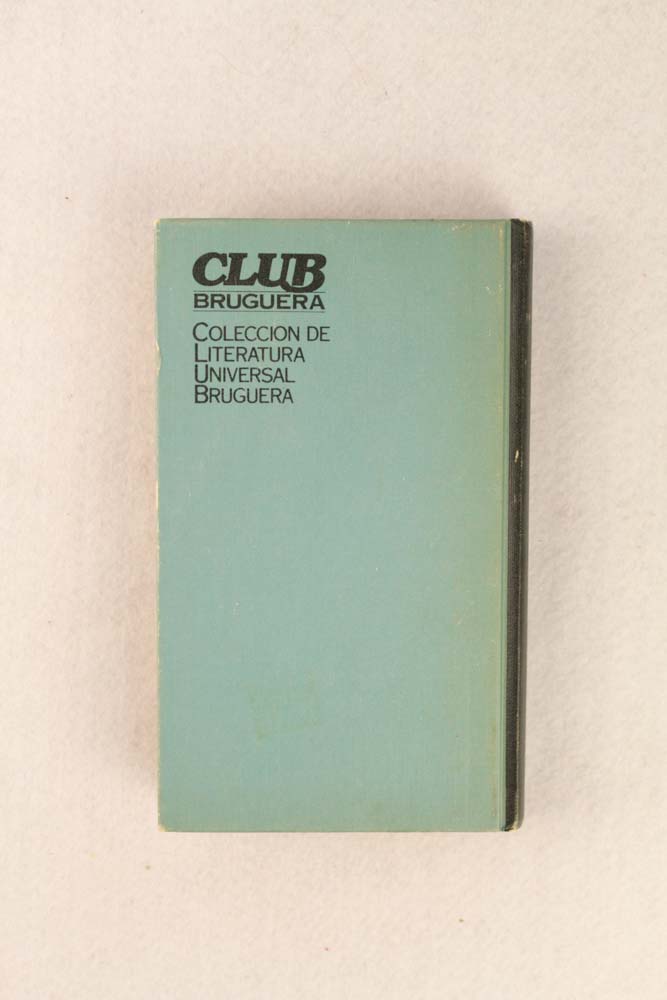 CLUB
BRUGUERA
COLECCION DE
LITERATURA
UNIVERSAL
BRUGUERA